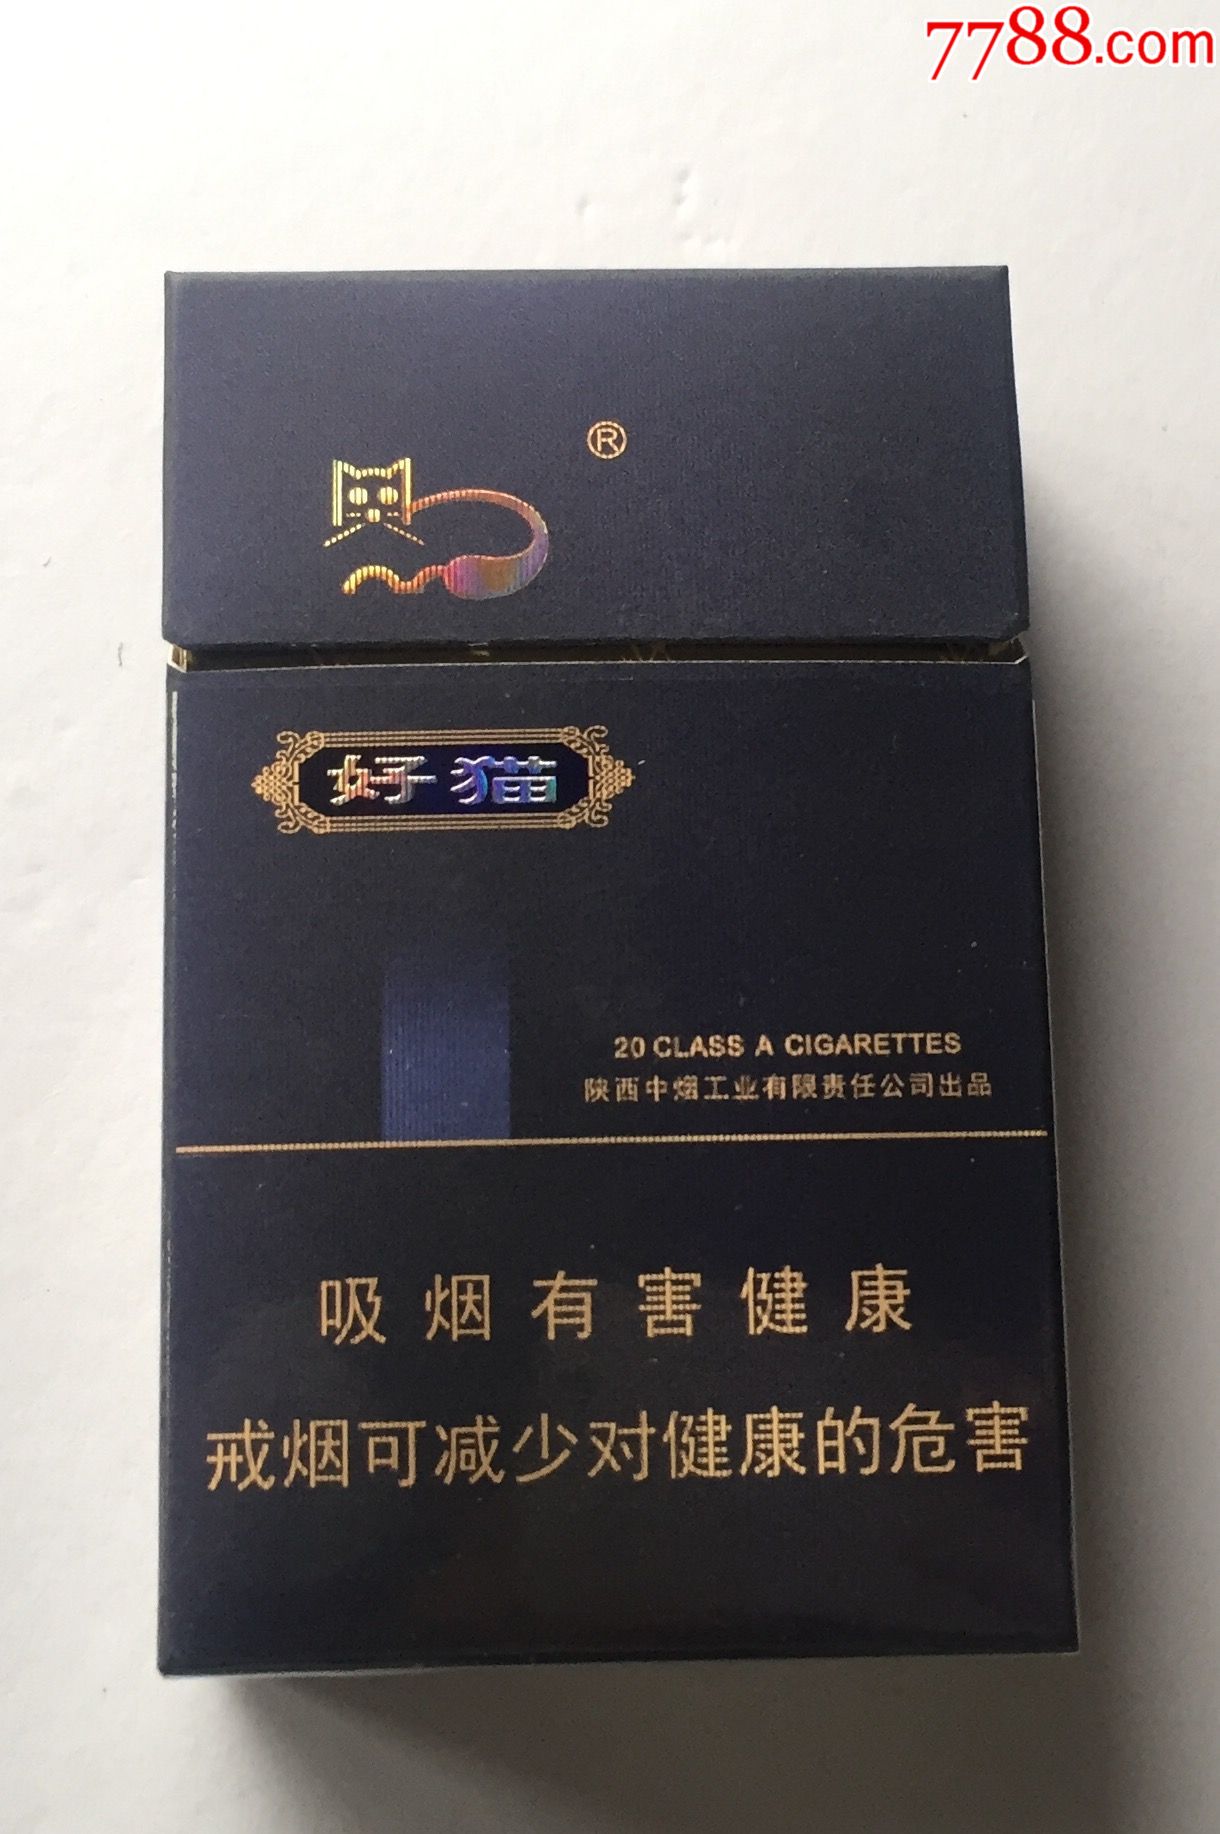 7788.com
®
好猫
20 CLASS A CIGARETTES
陕西中烟工业有限责任公司出品
吸烟有害健康
戒烟可减少对健康的危害